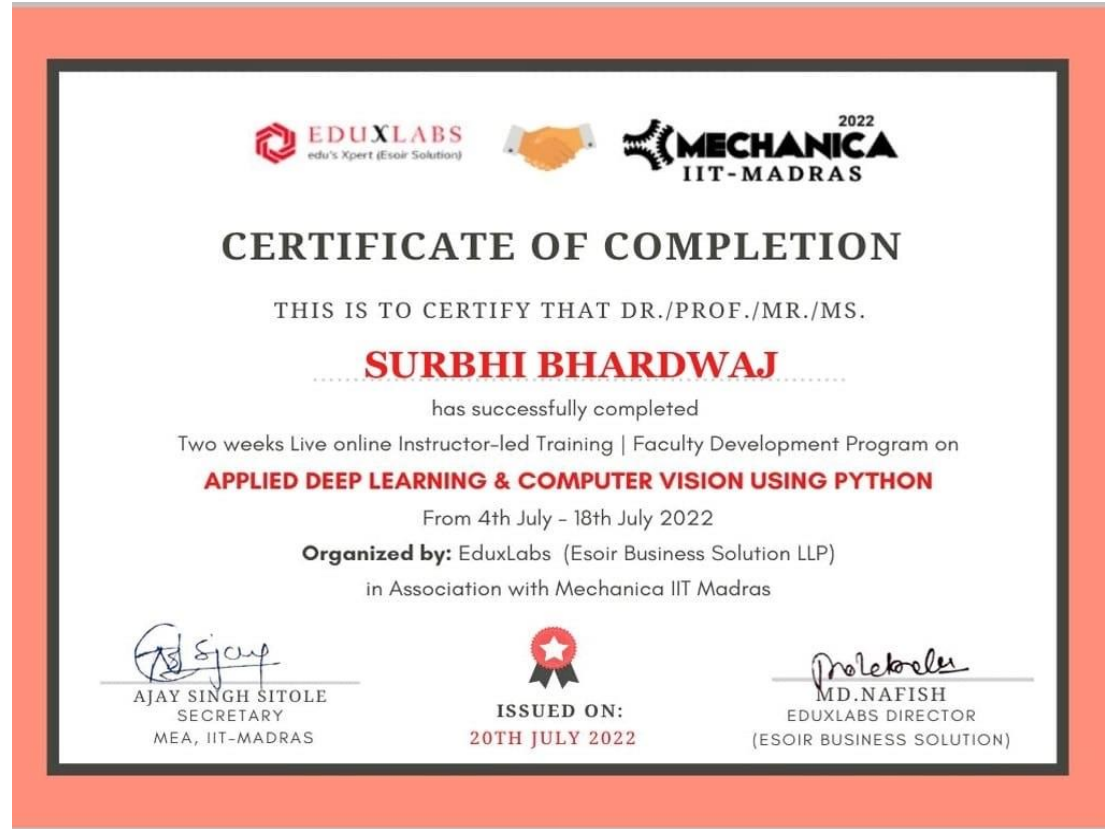 EDUXLABS
edu's Xpert (Esoir Solution)
2022
MECHANICA
IIT-MADRAS
CERTIFICATE OF COMPLETION
THIS IS TO CERTIFY THAT DR./PROF./MR./MS.
SURBHI BHARDWAJ
has successfully completed
Two weeks Live online Instructor-led Training | Faculty Development Program on
APPLIED DEEP LEARNING & COMPUTER VISION USING PYTHON
From 4th July - 18th July 2022
Organized by: EduxLabs (Esoir Business Solution LLP)
in Association with Mechanica IIT Madras
AJAY SINGH SITOLE
SECRETARY
MEA, IIT-MADRAS
ISSUED ON:
20TH JULY 2022
MD.NAFISH
EDUXLABS DIRECTOR
(ESOIR BUSINESS SOLUTION)